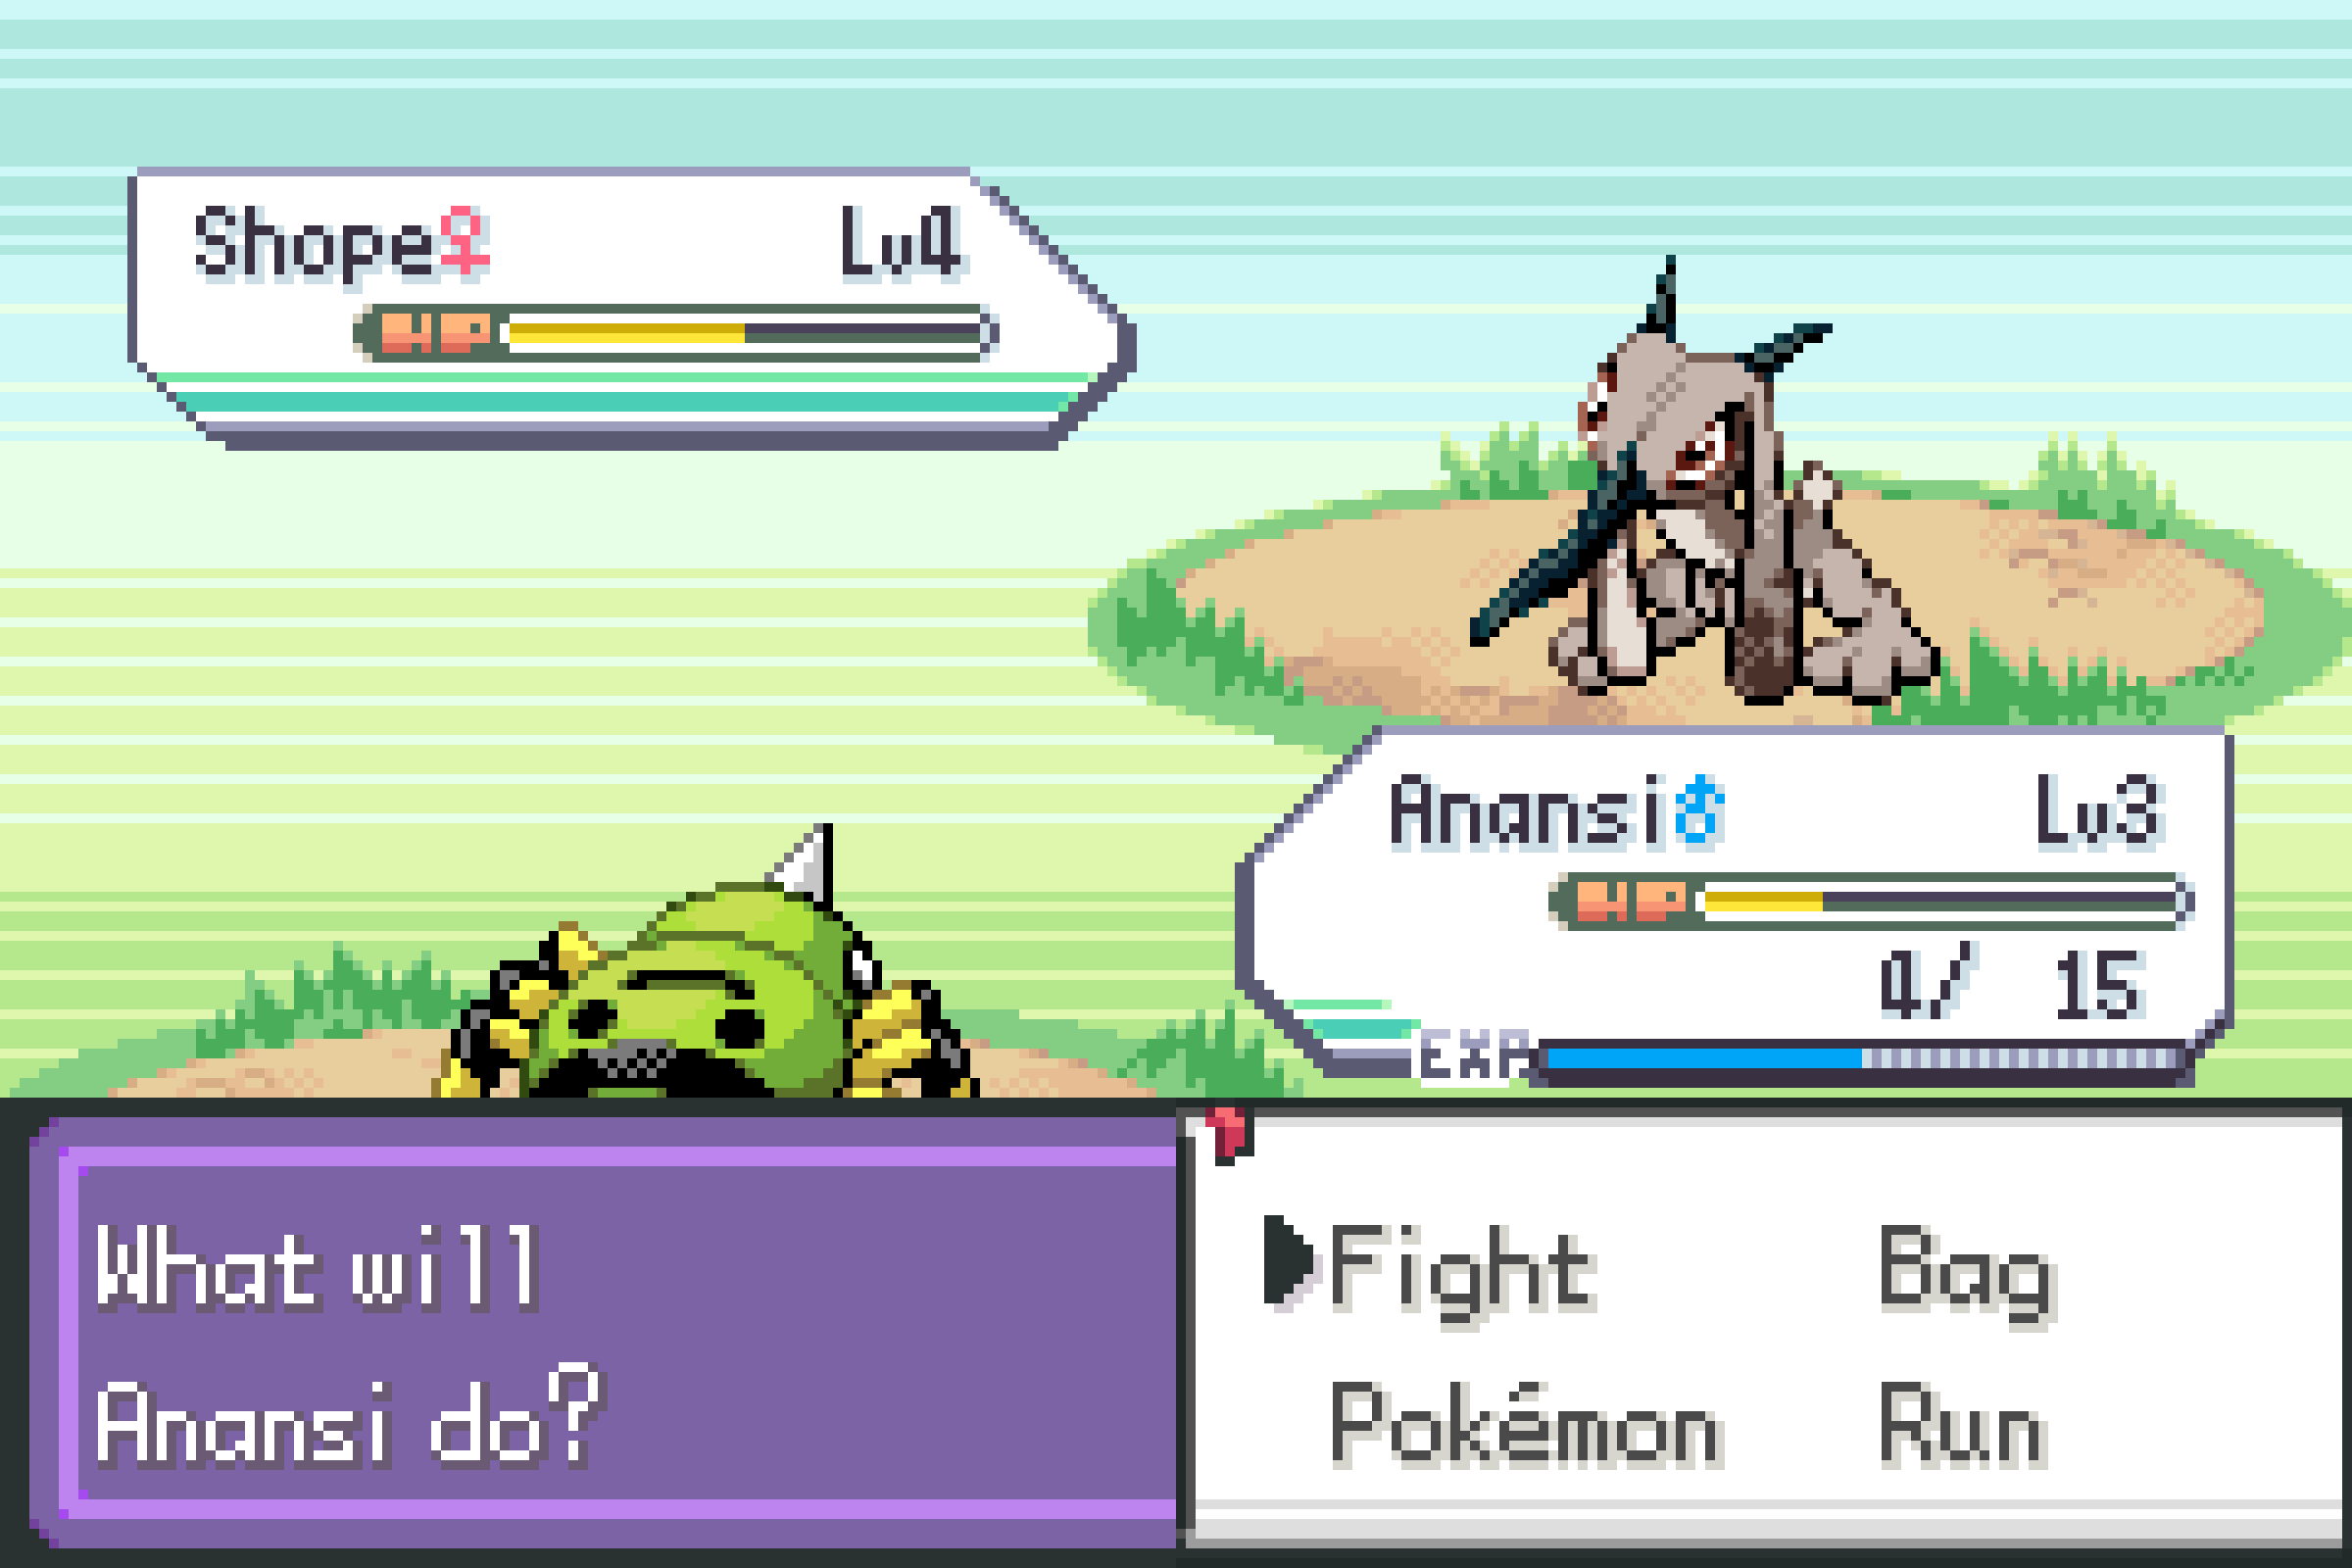 Shope♀ Lv4
HP
Anansi♂ Lv3
HP
4/ 15
EXP
What will
Anansi do?
Fight Bag
Pokémon Run